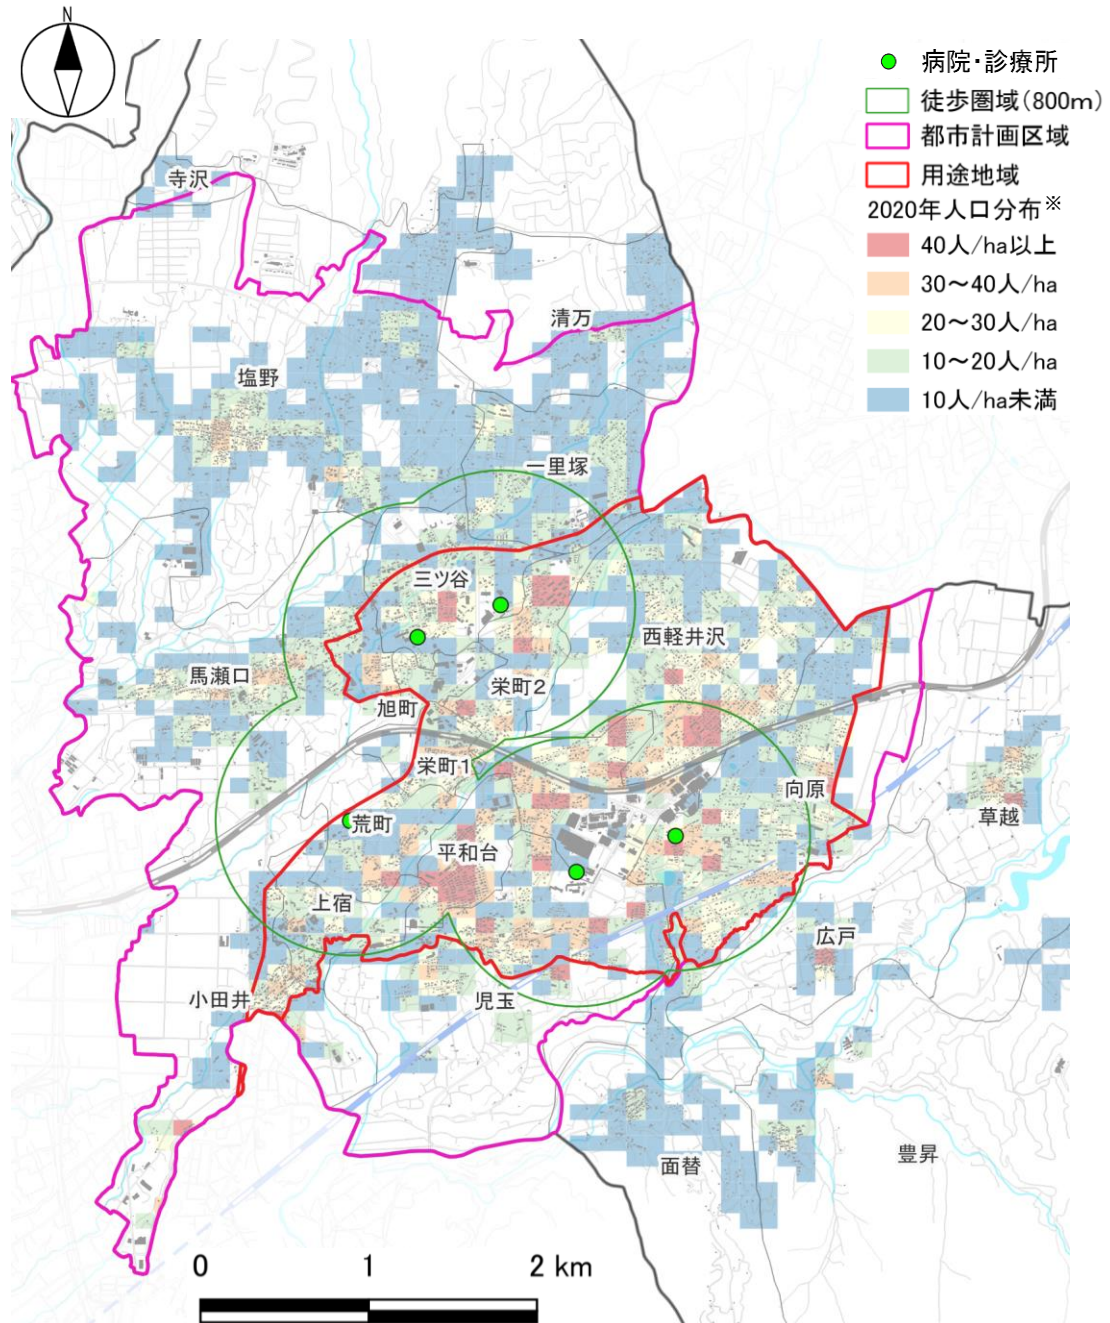 N
病院・診療所
徒歩圏域(800m)
都市計画区域
用途地域
2020年人口分布※
40人/ha以上
30～40人/ha
20～30人/ha
10～20人/ha
10人/ha未満
寺沢
清万
塩野
一里塚
三ツ谷
西軽井沢
馬瀬口
栄町2
旭町
栄町1
向原
草越
荒町
平和台
上宿
広戸
小田井
児玉
面替
豊昇
0 1 2 km